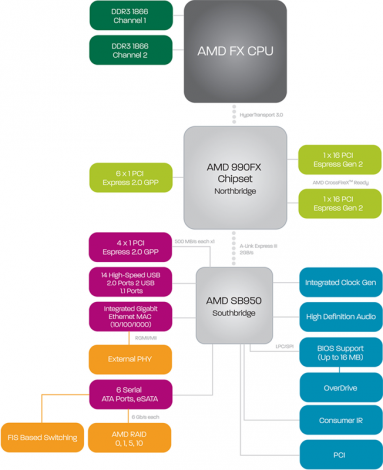 DDR3 1866
Channel 1
DDR3 1866
Channel 2
AMD FX CPU
HyperTransport 3.0
6 x 1 PCI
Express 2.0 GPP
AMD 990FX
Chipset
Northbridge
1 x 16 PCI
Express Gen 2
AMD CrossFireX™ Ready
1 x 16 PCI
Express Gen 2
4 x 1 PCI
Express 2.0 GPP
500 MB/s each x1
A-Link Express III
14 High-Speed USB
2.0 Ports 2 USB
1.1 Ports
AMD SB950
Southbridge
Integrated Clock Gen
Integrated Gigabit
Ethernet MAC
(10/100/1000)
High Definition Audio
RGMII/MII
LPC/SPI
External PHY
BIOS Support
(Up to 16 MB)
OverDrive
6 Serial
ATA Ports, eSATA
Consumer IR
6 Gb/s each
FIS Based Switching
AMD RAID
0, 1, 5, 10
PCI